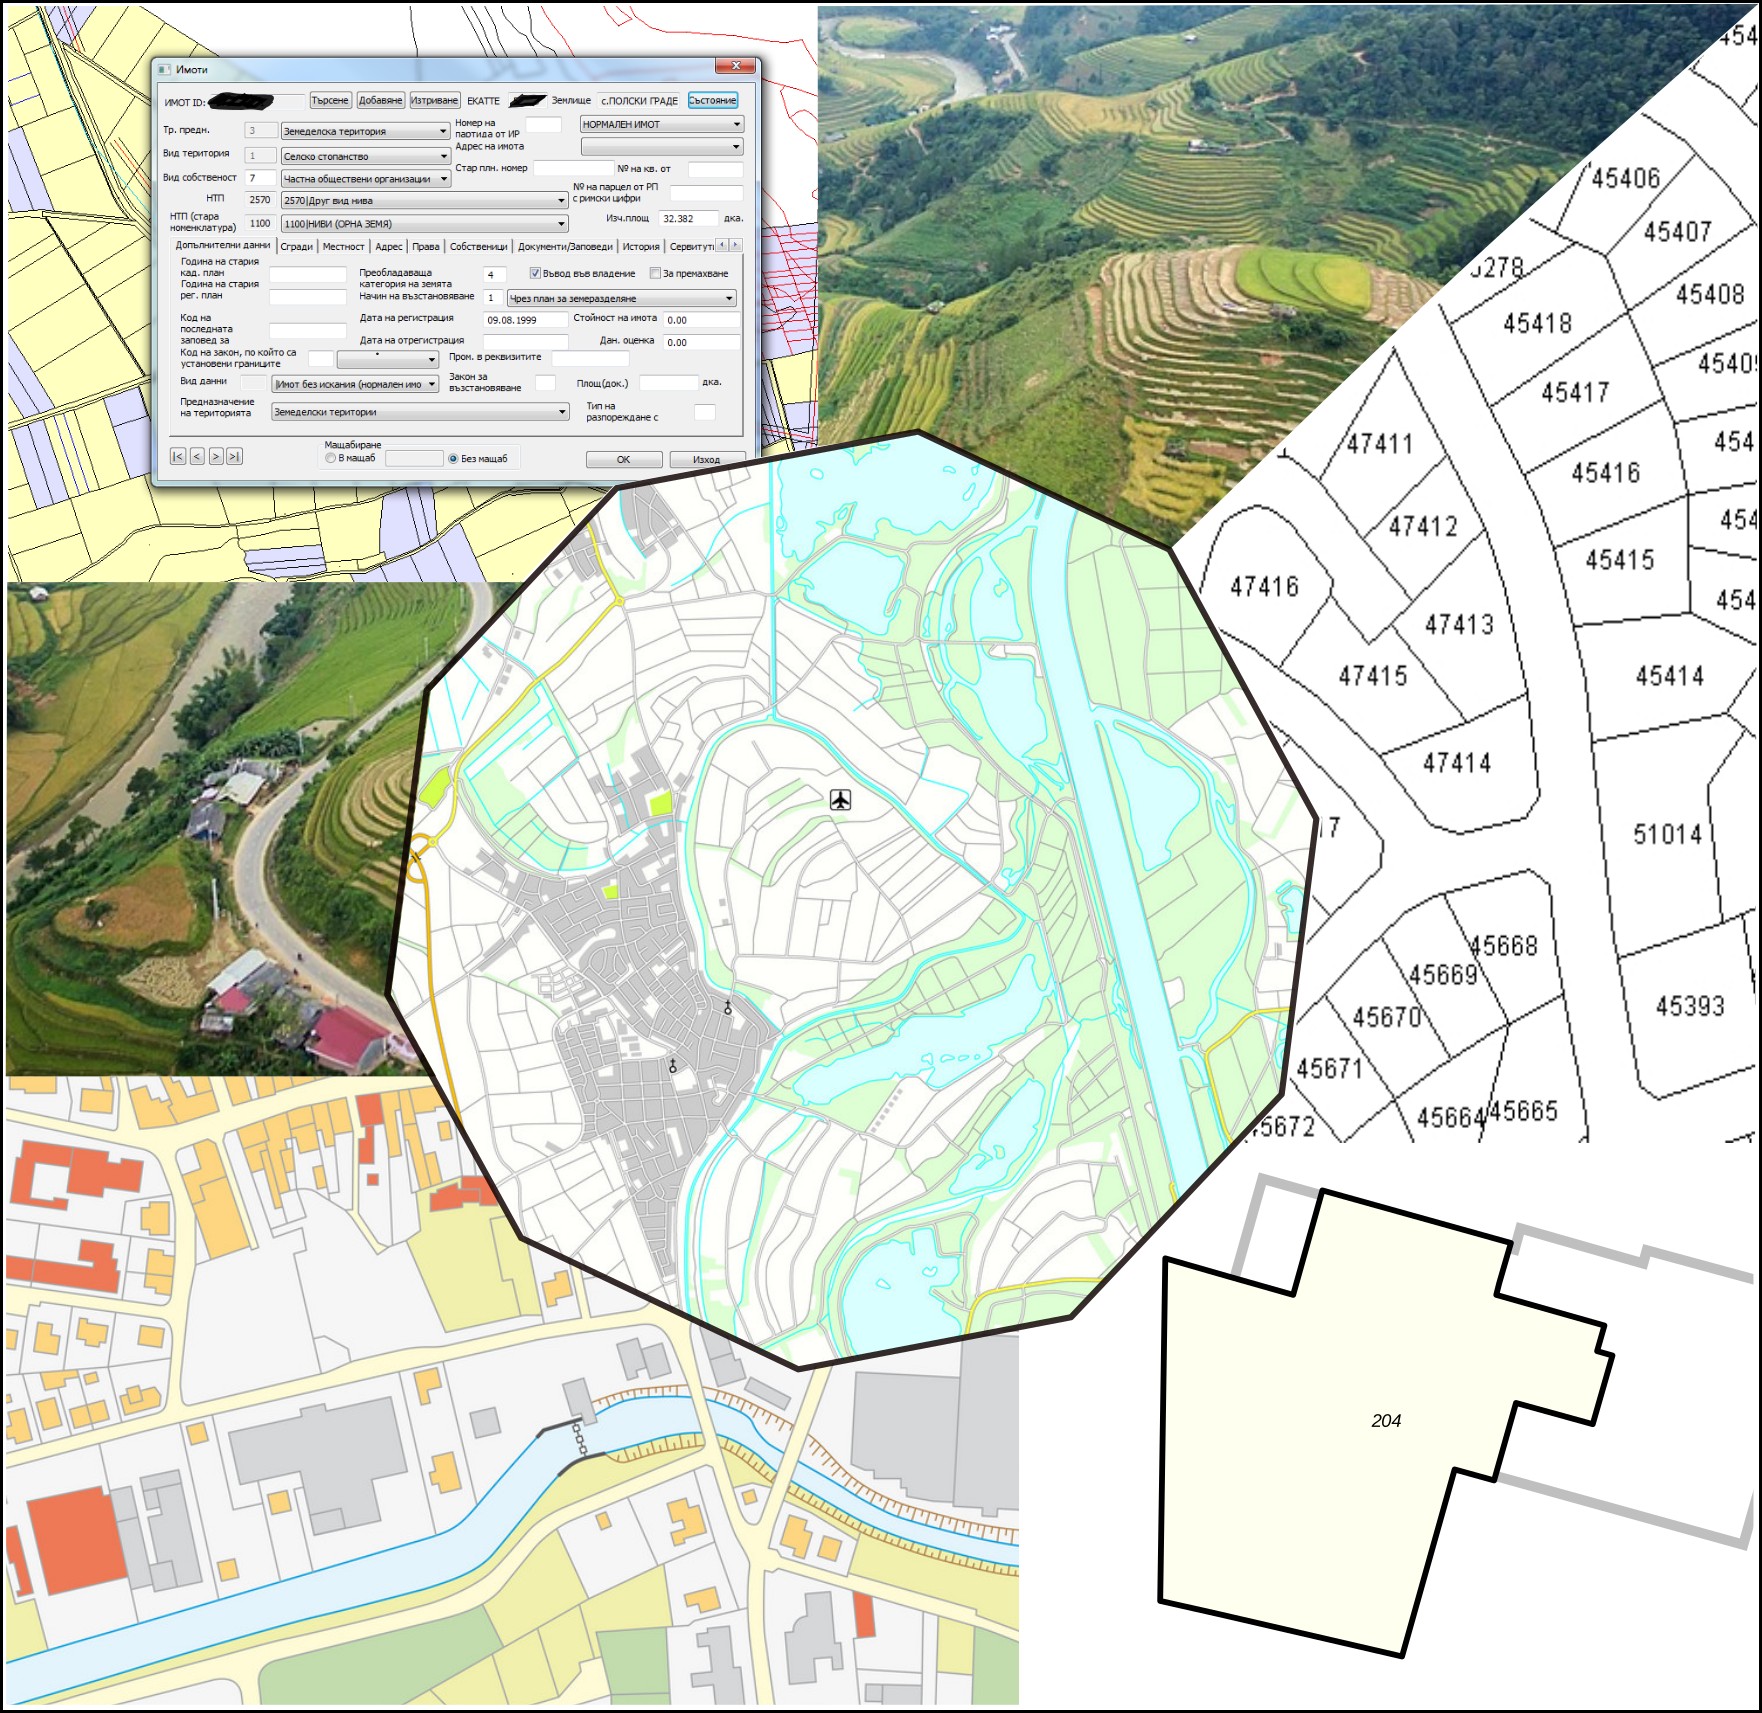 Имоти
ИМОТ ID: Търсене Добавяне Изтриване ЕКАТТЕ Землище с.ПОЛСКИ ГРАДЕ Състояние
Тр. предн. 3 Земеделска територия
Номер на партида от ИР НОРМАЛЕН ИМОТ
Вид територия 1 Селско стопанство
Адрес на имота
Вид собственост 7 Частна обществени организации
Стар плн. номер № на кв. от
НТП 2570 2570|Друг вид нива
№ на парцел от РП с римски цифри
НТП (стара номенклатура) 1100 1100|НИВИ (ОРНА ЗЕМЯ)
Изч.площ 32.382 дка.
Допълнителни данни Сгради Местност Адрес Права Собственици Документи/Заповеди История Сервитути
Година на стария кад. план
Преобладаваща категория на земята 4 Въвод във владение За премахване
Година на стария рег. план
Начин на възстановяване 1 Чрез план за земеразделяне
Код на последната заповед за
Дата на регистрация 09.08.1999 Стойност на имота 0.00
Дата на отрегистрация Дан. оценка 0.00
Код на закон, по който са установени границите *
Пром. в реквизитите
Вид данни |Имот без искания (нормален имо
Закон за възстановяване Площ(док.) дка.
Предназначение на територията Земеделски територии
Тип на разпореждане с
Мащабиране
|< < > >| В мащаб Без мащаб OK Изход
454
45406
45407
45408
45418
4540
45417
47411
454
45416
47412
454
45415
47416
454
47413
47415
45414
47414
51014
17
45668
45669
45670
45393
45671
45664
45665
5672
204